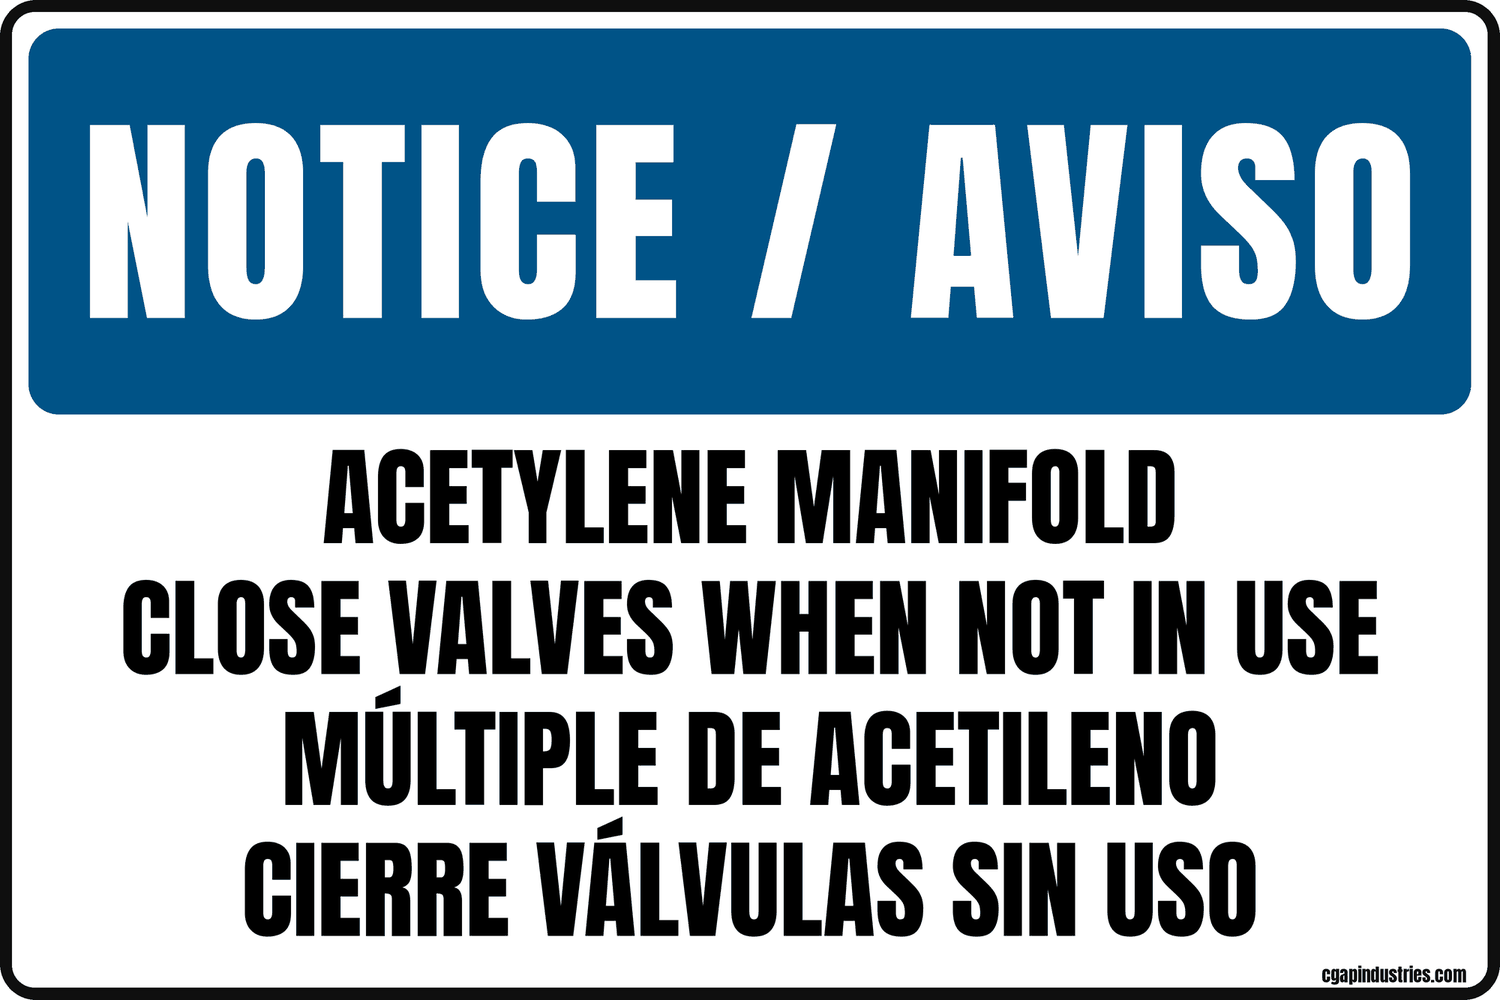 NOTICE / AVISO
ACETYLENE MANIFOLD
CLOSE VALVES WHEN NOT IN USE
MÚLTIPLE DE ACETILENO
CIERRE VÁLVULAS SIN USO
cgapindustries.com